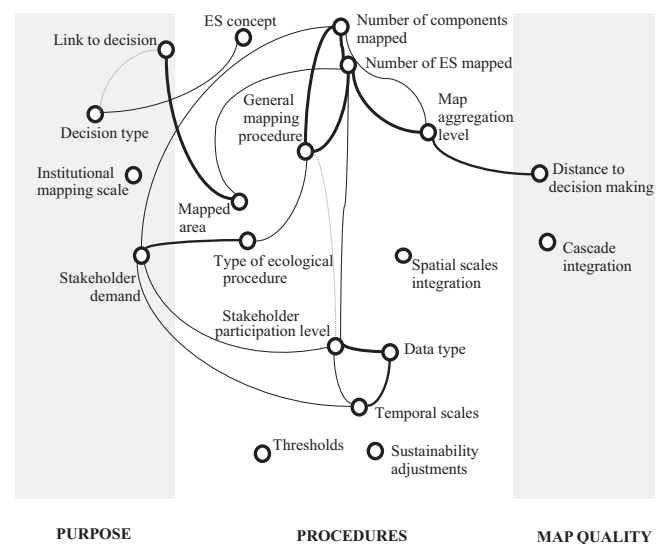 ES concept
Number of components
mapped
Link to decision
Number of ES mapped
General
mapping
procedure
Map
aggregation
level
Decision type
Institutional
mapping scale
Distance to
decision making
Mapped
area
Type of ecological
procedure
Cascade
integration
Spatial scales
integration
Stakeholder
demand
Stakeholder
participation level
Data type
Temporal scales
Thresholds
Sustainability
adjustments
PURPOSE
PROCEDURES
MAP QUALITY